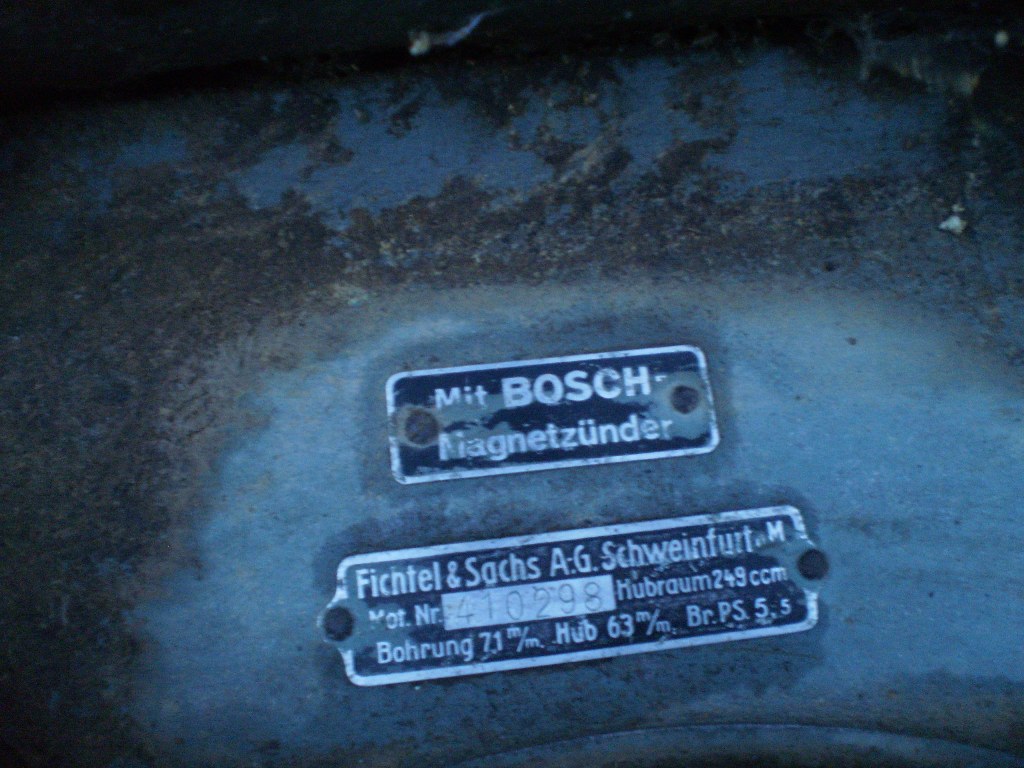 Mit BOSCH-
Magnetzünder
Fichtel & Sachs A-G. Schweinfurt a M
Mot. Nr. 410298 Hubraum 249 ccm
Bohrung 71 m/m. Hub 63 m/m. Br. PS. 5,5